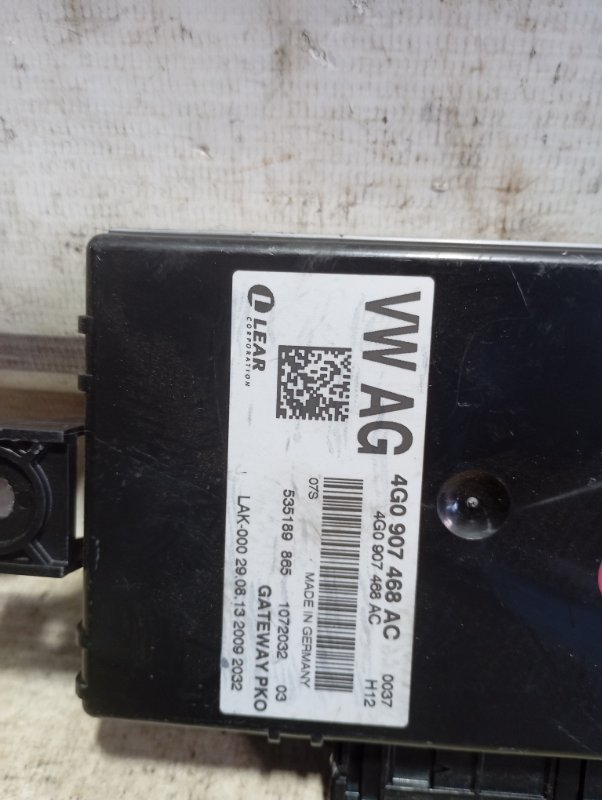 LEAR
CORPORATION
VW AG
4G0 907 468 AC 0037
4G0 907 468 AC H12
07S
MADE IN GERMANY
535189 865 1072032 03
GATEWAY PKO
LAK-000 29.08.13 2009 2032